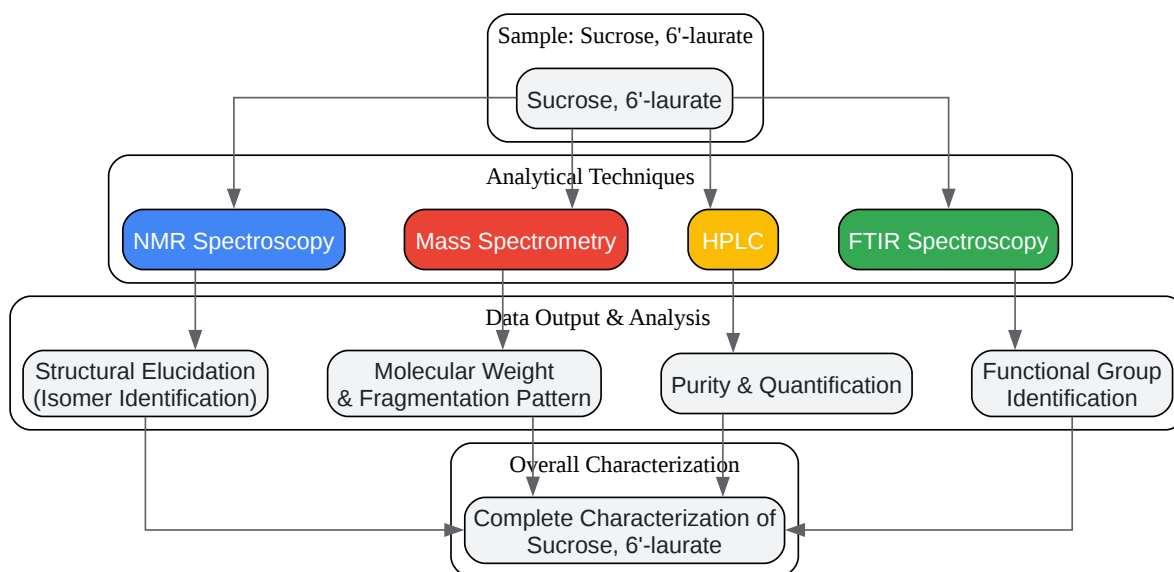 Sample: Sucrose, 6'-laurate
Sucrose, 6'-laurate
Analytical Techniques
NMR Spectroscopy
Mass Spectrometry
HPLC
FTIR Spectroscopy
Data Output & Analysis
Structural Elucidation
(Isomer Identification)
Molecular Weight
& Fragmentation Pattern
Purity & Quantification
Functional Group
Identification
Overall Characterization
Complete Characterization of
Sucrose, 6'-laurate